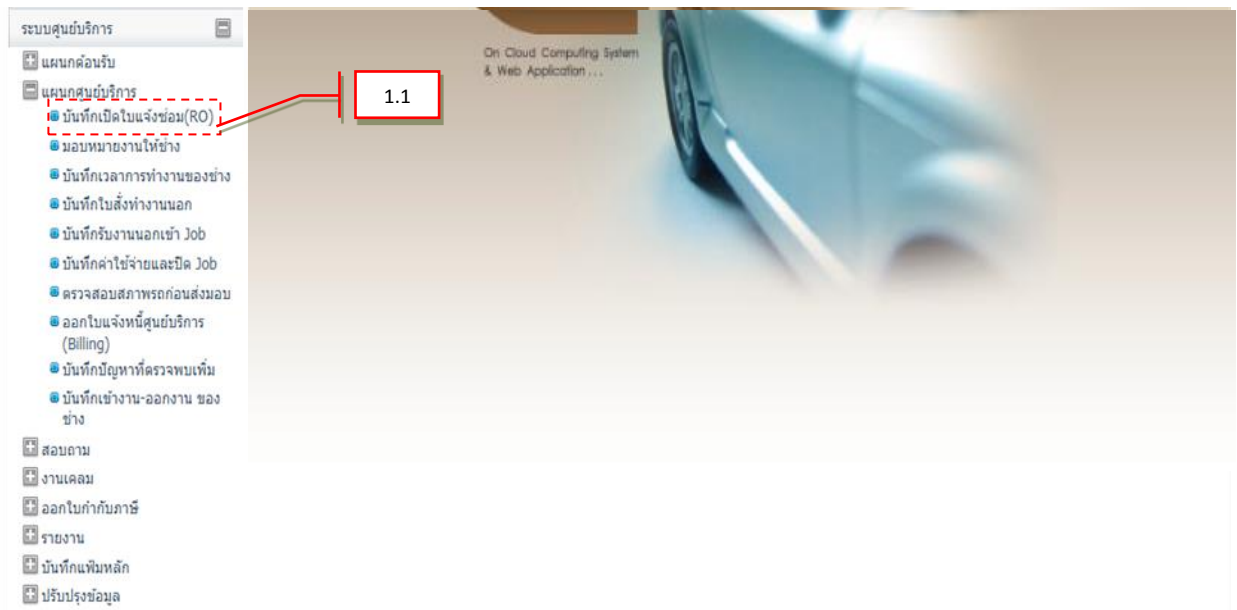 ระบบศูนย์บริการ
แผนกต้อนรับ
แผนกศูนย์บริการ
บันทึกเปิดใบแจ้งซ่อม(RO)
มอบหมายงานให้ช่าง
บันทึกเวลาการทำงานของช่าง
บันทึกใบสั่งทำงานนอก
บันทึกรับงานนอกเข้า Job
บันทึกค่าใช้จ่ายและปิด Job
ตรวจสอบสภาพรถก่อนส่งมอบ
ออกใบแจ้งหนี้ศูนย์บริการ
(Billing)
บันทึกปัญหาที่ตรวจพบเพิ่ม
บันทึกเข้างาน-ออกงาน ของ
ช่าง
สอบถาม
งานเคลม
ออกใบกำกับภาษี
รายงาน
บันทึกแฟ้มหลัก
ปรับปรุงข้อมูล
On Cloud Computing System
& Web Application...
1.1